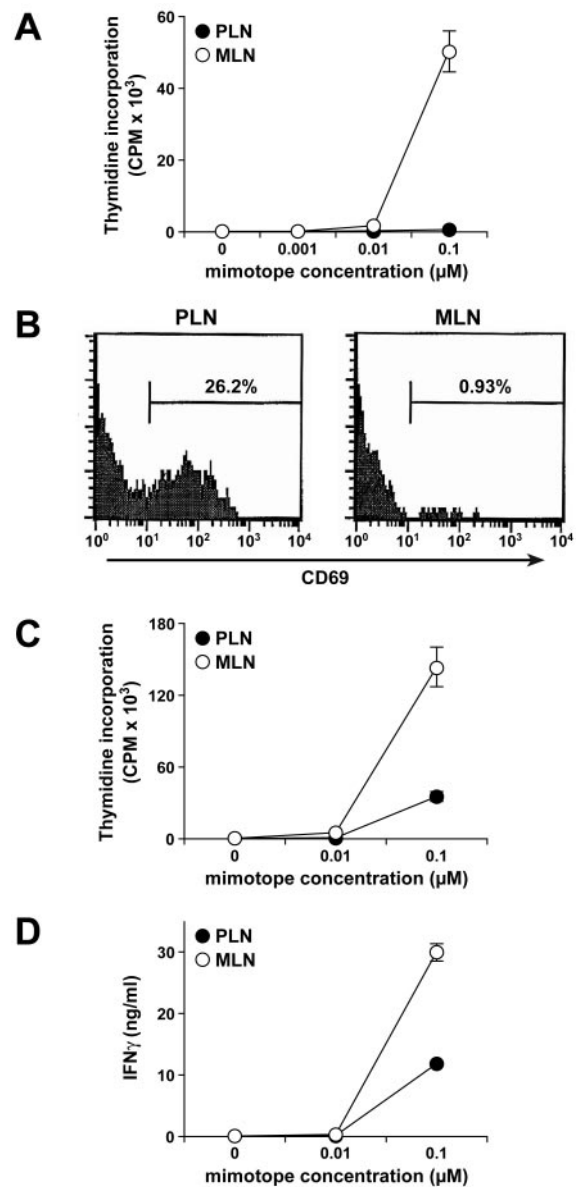 A
PLN
MLN
Thymidine incorporation
(CPM x 10³)
60
40
20
0
0 0.001 0.01 0.1
mimotope concentration (µM)
B
PLN MLN
26.2% 0.93%
10⁰ 10¹ 10² 10³ 10⁴ 10⁰ 10¹ 10² 10³ 10⁴
CD69
C
PLN
MLN
Thymidine incorporation
(CPM x 10³)
180
120
60
0
0 0.01 0.1
mimotope concentration (µM)
D
PLN
MLN
IFNγ (ng/ml)
30
20
10
0
0 0.01 0.1
mimotope concentration (µM)